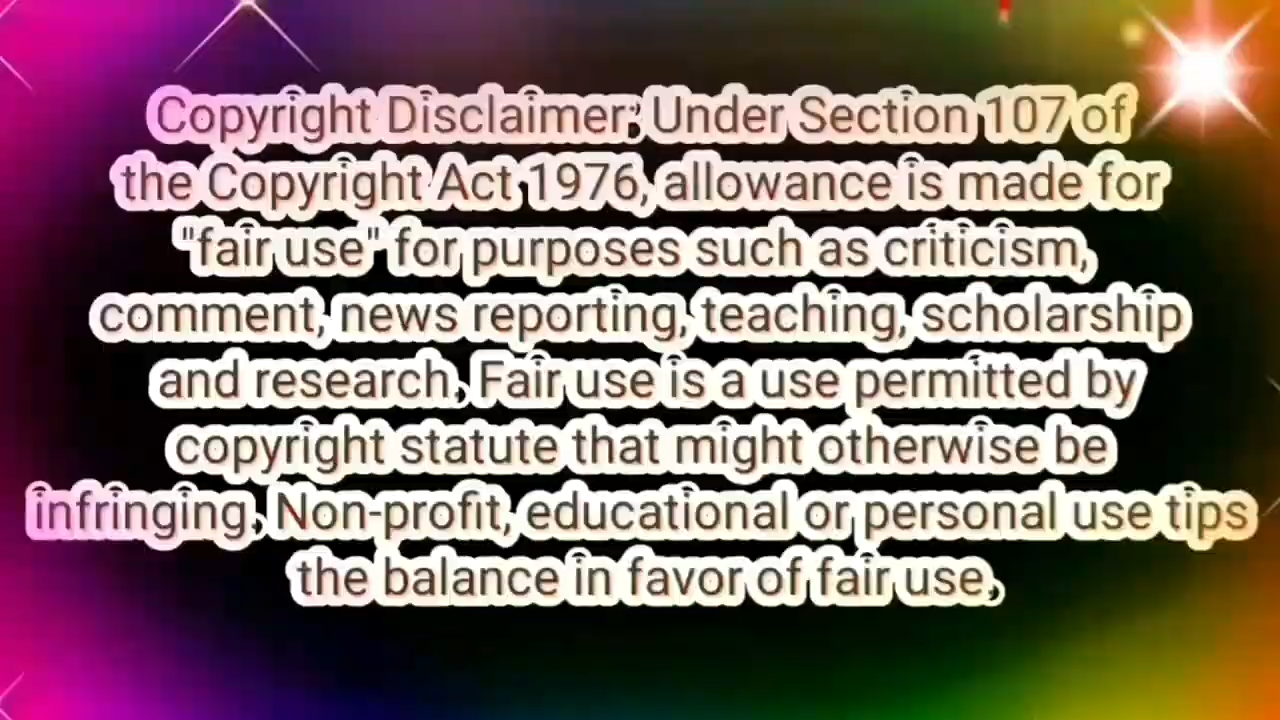 Copyright Disclaimer: Under Section 107 of
the Copyright Act 1976, allowance is made for
"fair use" for purposes such as criticism,
comment, news reporting, teaching, scholarship
and research. Fair use is a use permitted by
copyright statute that might otherwise be
infringing. Non-profit, educational or personal use tips
the balance in favor of fair use.